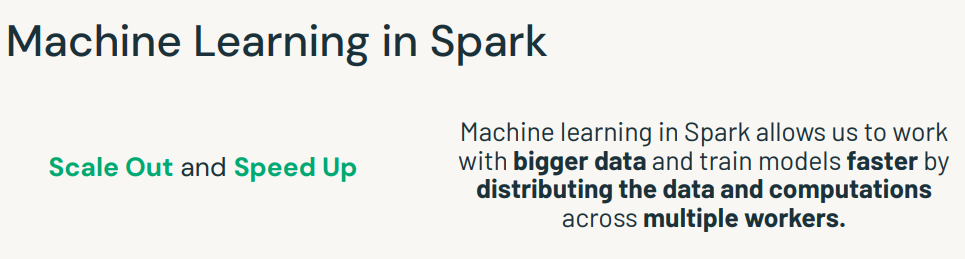 Machine Learning in Spark
Scale Out and Speed Up
Machine learning in Spark allows us to work
with bigger data and train models faster by
distributing the data and computations
across multiple workers.